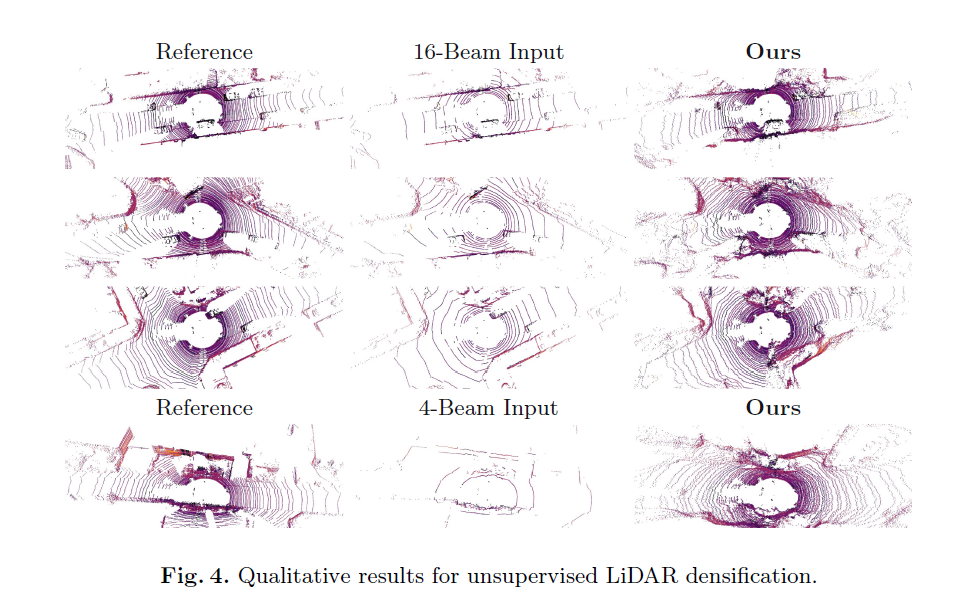 Reference 16-Beam Input Ours
Reference 4-Beam Input Ours
Fig. 4. Qualitative results for unsupervised LiDAR densification.